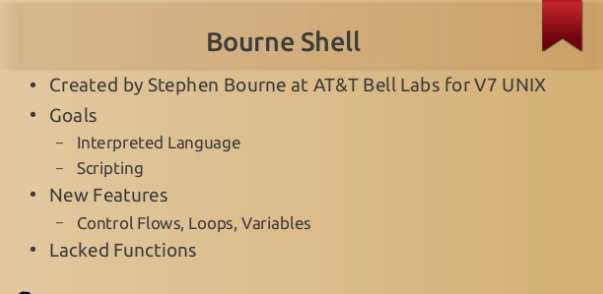 Bourne Shell
• Created by Stephen Bourne at AT&T Bell Labs for V7 UNIX
• Goals
– Interpreted Language
– Scripting
• New Features
– Control Flows, Loops, Variables
• Lacked Functions